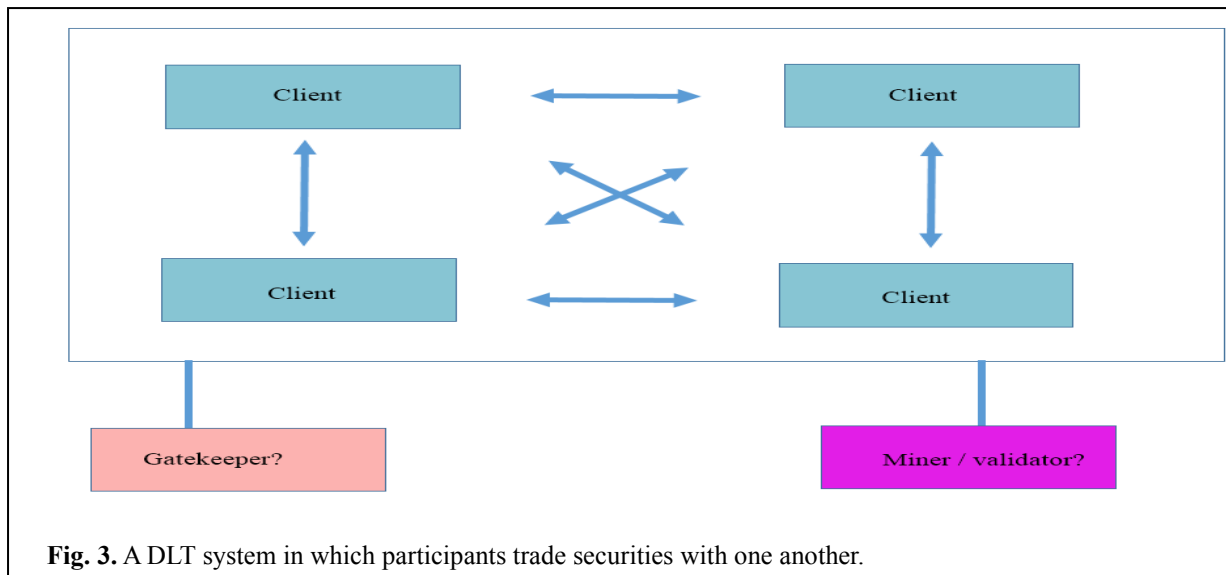 Client
Client
Client
Client
Gatekeeper?
Miner / validator?
Fig. 3. A DLT system in which participants trade securities with one another.